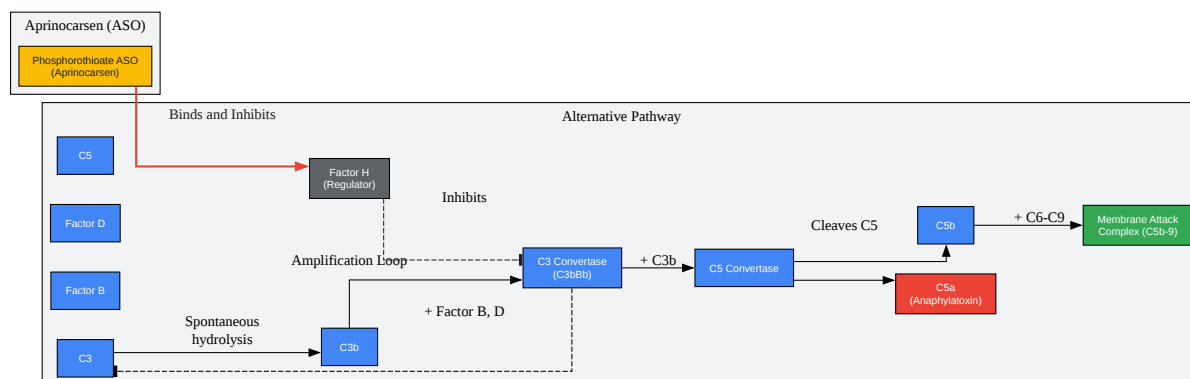 Aprinocarsen (ASO)
Phosphorothioate ASO
(Aprinocarsen)
Binds and Inhibits
Alternative Pathway
C5
Factor H
(Regulator)
Inhibits
Factor D
Cleaves C5
C5b
+ C6-C9
Membrane Attack
Complex (C5b-9)
Amplification Loop
C3 Convertase
(C3bBb)
+ C3b
C5 Convertase
C5a
(Anaphylatoxin)
Factor B
+ Factor B, D
Spontaneous
hydrolysis
C3
C3b